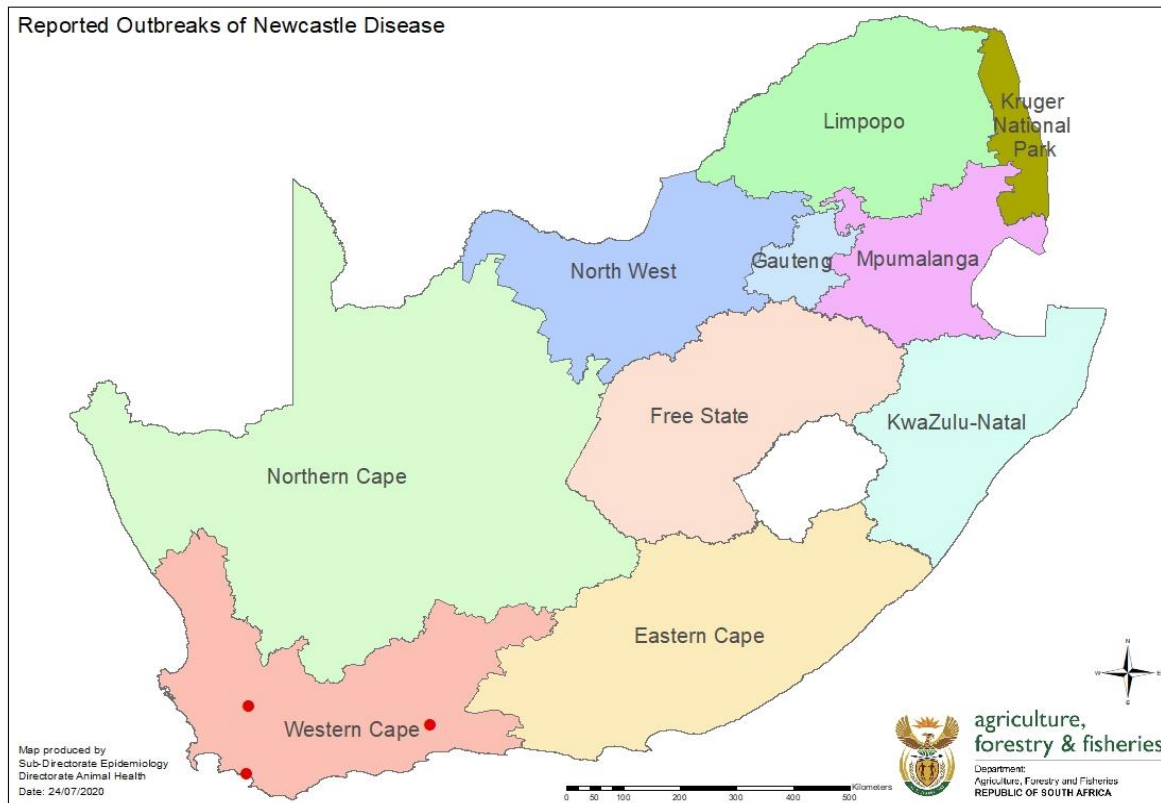 Reported Outbreaks of Newcastle Disease
Limpopo
Kruger
National
Park
North West
Gauteng
Mpumalanga
Free State
KwaZulu-Natal
Northern Cape
Eastern Cape
Western Cape
N
W
E
S
Map produced by
Sub-Directorate Epidemiology
Directorate Animal Health
Date: 24/07/2020
Kilometers
0 50 100 200 300 400 500
agriculture,
forestry & fisheries
Department:
Agriculture, Forestry and Fisheries
REPUBLIC OF SOUTH AFRICA